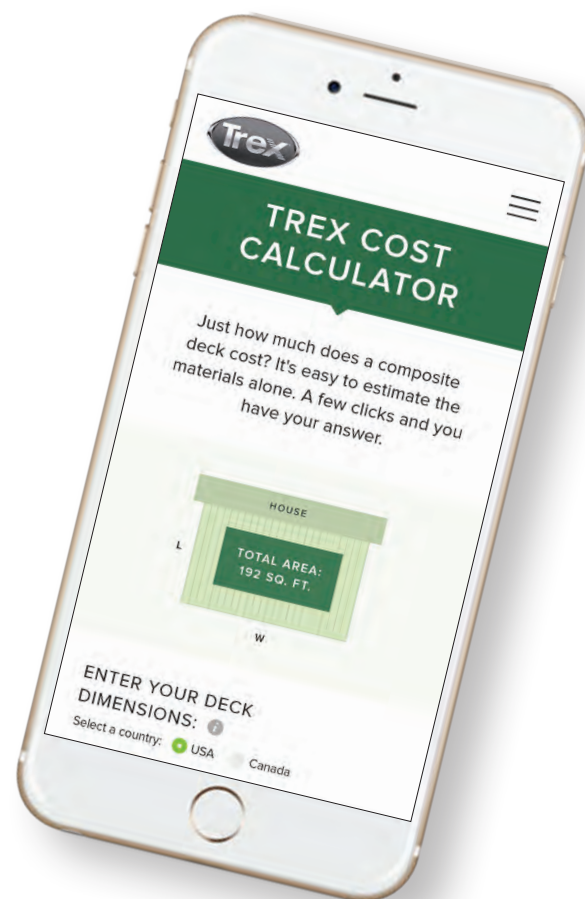 Trex
TREX COST
CALCULATOR
Just how much does a composite
deck cost? It's easy to estimate the
materials alone. A few clicks and you
have your answer.
HOUSE
L
TOTAL AREA:
192 SQ. FT.
W
ENTER YOUR DECK
DIMENSIONS: i
Select a country: USA Canada